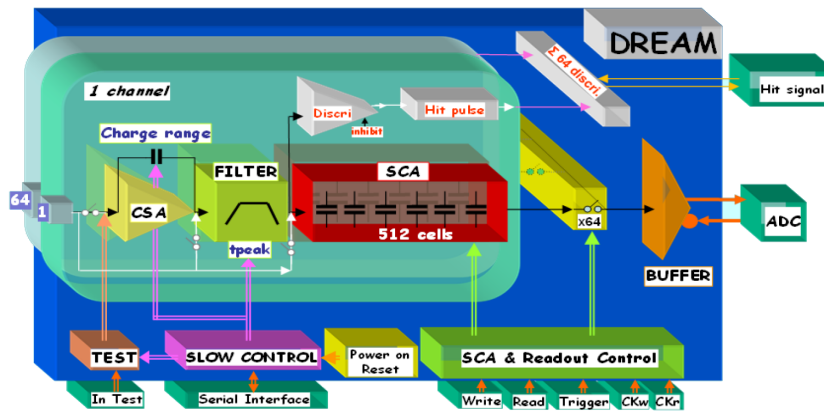 DREAM
1 channel
Σ 64 discri.
Hit signal
Discri
Hit pulse
inhibit
Charge range
FILTER
SCA
64
1
CSA
512 cells
x64
ADC
tpeak
BUFFER
TEST
SLOW CONTROL
Power on
Reset
SCA & Readout Control
In Test
Serial Interface
Write
Read
Trigger
CKw
CKr